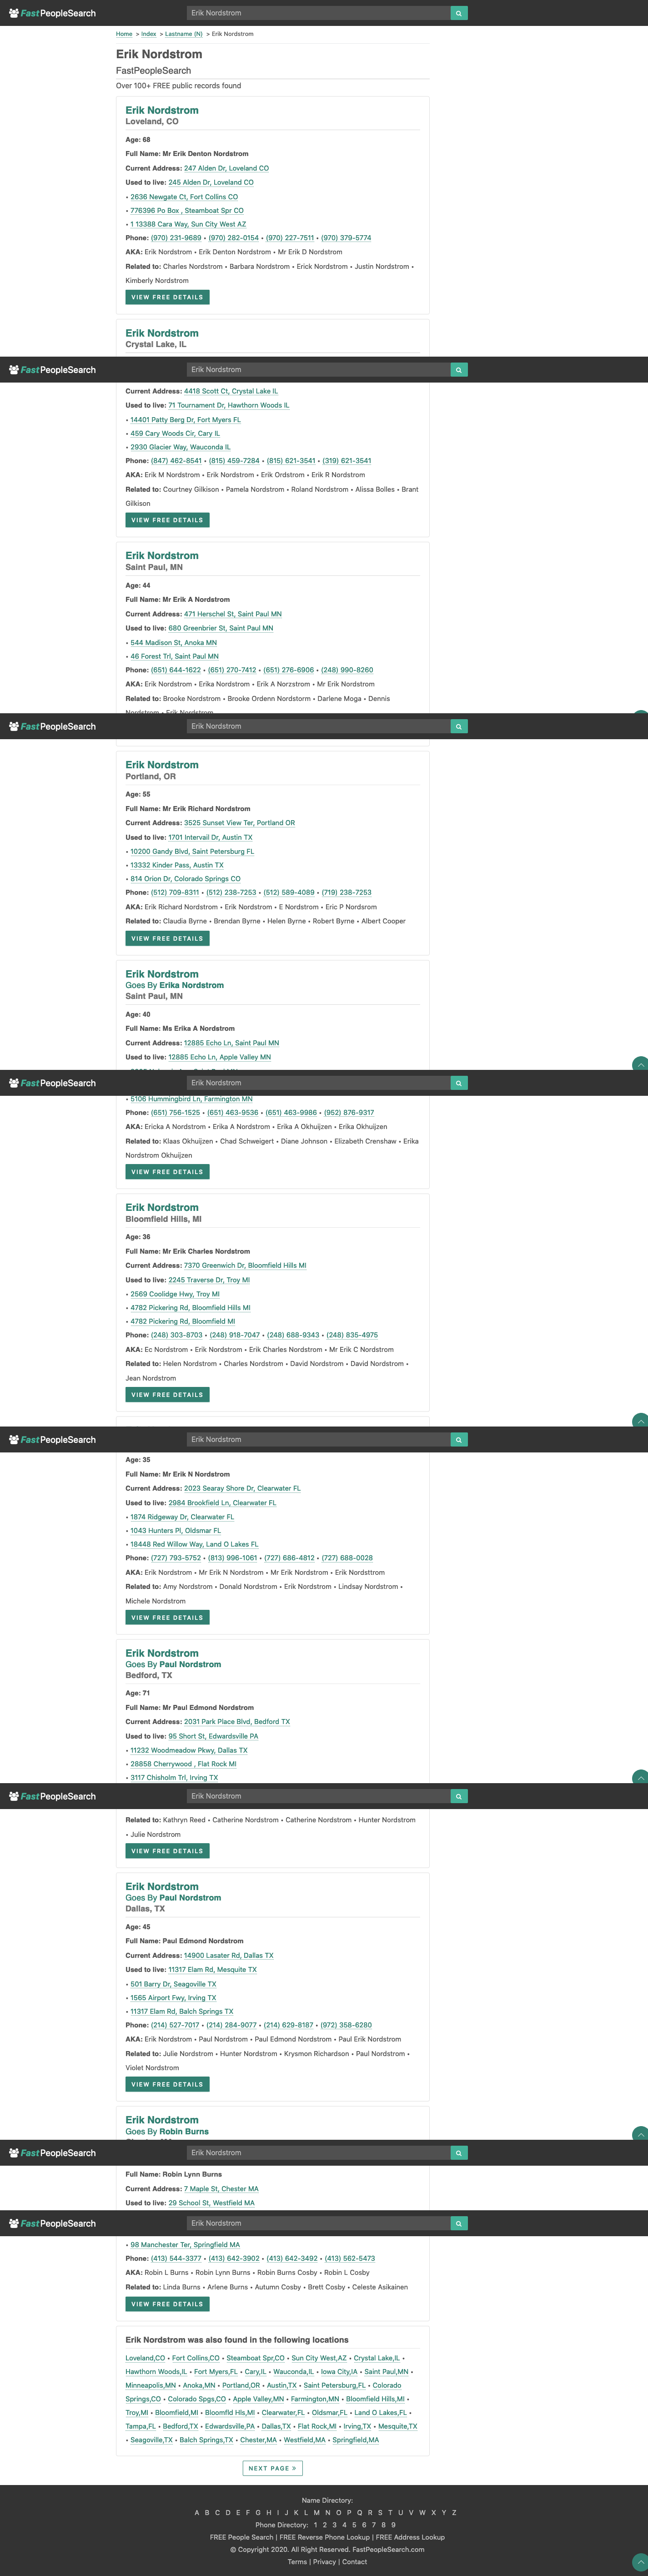 FastPeopleSearch
Erik Nordstrom
Home > Index > Lastname (N) > Erik Nordstrom
Erik Nordstrom
FastPeopleSearch
Over 100+ FREE public records found
Erik Nordstrom
Loveland, CO
Age: 68
Full Name: Mr Erik Denton Nordstrom
Current Address: 247 Alden Dr, Loveland CO
Used to live: 245 Alden Dr, Loveland CO
• 2636 Newgate Ct, Fort Collins CO
• 776396 Po Box , Steamboat Spr CO
• 1 13388 Cara Way, Sun City West AZ
Phone: (970) 231-9689 • (970) 282-0154 • (970) 227-7511 • (970) 379-5774
AKA: Erik Nordstrom • Erik Denton Nordstrom • Mr Erik D Nordstrom
Related to: Charles Nordstrom • Barbara Nordstrom • Erick Nordstrom • Justin Nordstrom •
Kimberly Nordstrom
VIEW FREE DETAILS
Erik Nordstrom
Crystal Lake, IL
FastPeopleSearch
Erik Nordstrom
Current Address: 4418 Scott Ct, Crystal Lake IL
Used to live: 71 Tournament Dr, Hawthorn Woods IL
• 14401 Patty Berg Dr, Fort Myers FL
• 459 Cary Woods Cir, Cary IL
• 2930 Glacier Way, Wauconda IL
Phone: (847) 462-8541 • (815) 459-7284 • (815) 621-3541 • (319) 621-3541
AKA: Erik M Nordstrom • Erik Nordstrom • Erik Ordstrom • Erik R Nordstrom
Related to: Courtney Gilkison • Pamela Nordstrom • Roland Nordstrom • Alissa Bolles • Brant
Gilkison
VIEW FREE DETAILS
Erik Nordstrom
Saint Paul, MN
Age: 44
Full Name: Mr Erik A Nordstrom
Current Address: 471 Herschel St, Saint Paul MN
Used to live: 680 Greenbrier St, Saint Paul MN
• 544 Madison St, Anoka MN
• 46 Forest Trl, Saint Paul MN
Phone: (651) 644-1622 • (651) 270-7412 • (651) 276-6906 • (248) 990-8260
AKA: Erik Nordstrom • Erika Nordstrom • Erik A Norzstrom • Mr Erik Nordstrom
Related to: Brooke Nordstrom • Brooke Ordenn Nordstorm • Darlene Moga • Dennis
Nordstrom • Erik Nordstrom
FastPeopleSearch
Erik Nordstrom
Erik Nordstrom
Portland, OR
Age: 55
Full Name: Mr Erik Richard Nordstrom
Current Address: 3525 Sunset View Ter, Portland OR
Used to live: 1701 Intervail Dr, Austin TX
• 10200 Gandy Blvd, Saint Petersburg FL
• 13332 Kinder Pass, Austin TX
• 814 Orion Dr, Colorado Springs CO
Phone: (512) 709-8311 • (512) 238-7253 • (512) 589-4089 • (719) 238-7253
AKA: Erik Richard Nordstrom • Erik Nordstrom • E Nordstrom • Eric P Nordsrom
Related to: Claudia Byrne • Brendan Byrne • Helen Byrne • Robert Byrne • Albert Cooper
VIEW FREE DETAILS
Erik Nordstrom
Goes By Erika Nordstrom
Saint Paul, MN
Age: 40
Full Name: Ms Erika A Nordstrom
Current Address: 12885 Echo Ln, Saint Paul MN
Used to live: 12885 Echo Ln, Apple Valley MN
FastPeopleSearch
Erik Nordstrom
• 5106 Hummingbird Ln, Farmington MN
Phone: (651) 756-1525 • (651) 463-9536 • (651) 463-9986 • (952) 876-9317
AKA: Ericka A Nordstrom • Erika A Nordstrom • Erika A Okhuijzen • Erika Okhuijzen
Related to: Klaas Okhuijzen • Chad Schweigert • Diane Johnson • Elizabeth Crenshaw • Erika
Nordstrom Okhuijzen
VIEW FREE DETAILS
Erik Nordstrom
Bloomfield Hills, MI
Age: 36
Full Name: Mr Erik Charles Nordstrom
Current Address: 7370 Greenwich Dr, Bloomfield Hills MI
Used to live: 2245 Traverse Dr, Troy MI
• 2569 Coolidge Hwy, Troy MI
• 4782 Pickering Rd, Bloomfield Hills MI
• 4782 Pickering Rd, Bloomfield MI
Phone: (248) 303-8703 • (248) 918-7047 • (248) 688-9343 • (248) 835-4975
AKA: Ec Nordstrom • Erik Nordstrom • Erik Charles Nordstrom • Mr Erik C Nordstrom
Related to: Helen Nordstrom • Charles Nordstrom • David Nordstrom • David Nordstrom •
Jean Nordstrom
VIEW FREE DETAILS
FastPeopleSearch
Erik Nordstrom
Age: 35
Full Name: Mr Erik N Nordstrom
Current Address: 2023 Searay Shore Dr, Clearwater FL
Used to live: 2984 Brookfield Ln, Clearwater FL
• 1874 Ridgeway Dr, Clearwater FL
• 1043 Hunters Pl, Oldsmar FL
• 18448 Red Willow Way, Land O Lakes FL
Phone: (727) 793-5752 • (813) 996-1061 • (727) 686-4812 • (727) 688-0028
AKA: Erik Nordstrom • Mr Erik N Nordstrom • Mr Erik Nordstrom • Erik Nordsttrom
Related to: Amy Nordstrom • Donald Nordstrom • Erik Nordstrom • Lindsay Nordstrom •
Michele Nordstrom
VIEW FREE DETAILS
Erik Nordstrom
Goes By Paul Nordstrom
Bedford, TX
Age: 71
Full Name: Mr Paul Edmond Nordstrom
Current Address: 2031 Park Place Blvd, Bedford TX
Used to live: 95 Short St, Edwardsville PA
• 11232 Woodmeadow Pkwy, Dallas TX
• 28858 Cherrywood , Flat Rock MI
• 3117 Chisholm Trl, Irving TX
FastPeopleSearch
Erik Nordstrom
Related to: Kathryn Reed • Catherine Nordstrom • Catherine Nordstrom • Hunter Nordstrom
• Julie Nordstrom
VIEW FREE DETAILS
Erik Nordstrom
Goes By Paul Nordstrom
Dallas, TX
Age: 45
Full Name: Paul Edmond Nordstrom
Current Address: 14900 Lasater Rd, Dallas TX
Used to live: 11317 Elam Rd, Mesquite TX
• 501 Barry Dr, Seagoville TX
• 1565 Airport Fwy, Irving TX
• 11317 Elam Rd, Balch Springs TX
Phone: (214) 527-7017 • (214) 284-9077 • (214) 629-8187 • (972) 358-6280
AKA: Erik Nordstrom • Paul Nordstrom • Paul Edmond Nordstrom • Paul Erik Nordstrom
Related to: Julie Nordstrom • Hunter Nordstrom • Krysmon Richardson • Paul Nordstrom •
Violet Nordstrom
VIEW FREE DETAILS
Erik Nordstrom
Goes By Robin Burns
FastPeopleSearch
Erik Nordstrom
Full Name: Robin Lynn Burns
Current Address: 7 Maple St, Chester MA
Used to live: 29 School St, Westfield MA
FastPeopleSearch
Erik Nordstrom
• 98 Manchester Ter, Springfield MA
Phone: (413) 544-3377 • (413) 642-3902 • (413) 642-3492 • (413) 562-5473
AKA: Robin L Burns • Robin Lynn Burns • Robin Burns Cosby • Robin L Cosby
Related to: Linda Burns • Arlene Burns • Autumn Cosby • Brett Cosby • Celeste Asikainen
VIEW FREE DETAILS
Erik Nordstrom was also found in the following locations
Loveland,CO • Fort Collins,CO • Steamboat Spr,CO • Sun City West,AZ • Crystal Lake,IL •
Hawthorn Woods,IL • Fort Myers,FL • Cary,IL • Wauconda,IL • Iowa City,IA • Saint Paul,MN •
Minneapolis,MN • Anoka,MN • Portland,OR • Austin,TX • Saint Petersburg,FL • Colorado
Springs,CO • Colorado Spgs,CO • Apple Valley,MN • Farmington,MN • Bloomfield Hills,MI •
Troy,MI • Bloomfield,MI • Bloomfld Hls,MI • Clearwater,FL • Oldsmar,FL • Land O Lakes,FL •
Tampa,FL • Bedford,TX • Edwardsville,PA • Dallas,TX • Flat Rock,MI • Irving,TX • Mesquite,TX
• Seagoville,TX • Balch Springs,TX • Chester,MA • Westfield,MA • Springfield,MA
NEXT PAGE »
Name Directory:
A B C D E F G H I J K L M N O P Q R S T U V W X Y Z
Phone Directory: 1 2 3 4 5 6 7 8 9
FREE People Search | FREE Reverse Phone Lookup | FREE Address Lookup
© Copyright 2020. All Right Reserved. FastPeopleSearch.com
Terms | Privacy | Contact